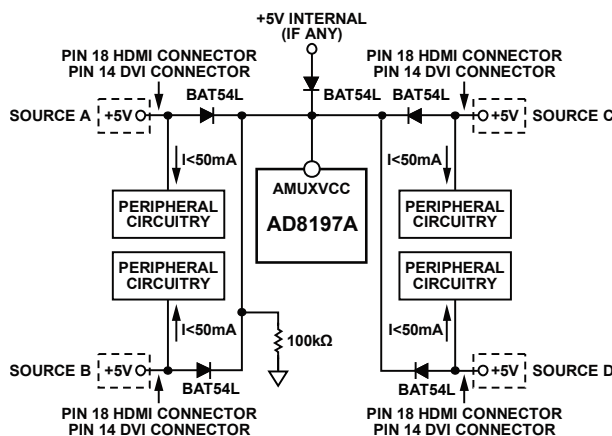 +5V INTERNAL
(IF ANY)
PIN 18 HDMI CONNECTOR
PIN 14 DVI CONNECTOR
PIN 18 HDMI CONNECTOR
PIN 14 DVI CONNECTOR
BAT54L
BAT54L
BAT54L
SOURCE A
+5V
+5V
SOURCE C
I<50mA
I<50mA
PERIPHERAL
CIRCUITRY
AMUXVCC
AD8197A
PERIPHERAL
CIRCUITRY
PERIPHERAL
CIRCUITRY
PERIPHERAL
CIRCUITRY
I<50mA
I<50mA
100kΩ
SOURCE B
+5V
BAT54L
BAT54L
+5V
SOURCE D
PIN 18 HDMI CONNECTOR
PIN 14 DVI CONNECTOR
PIN 18 HDMI CONNECTOR
PIN 14 DVI CONNECTOR